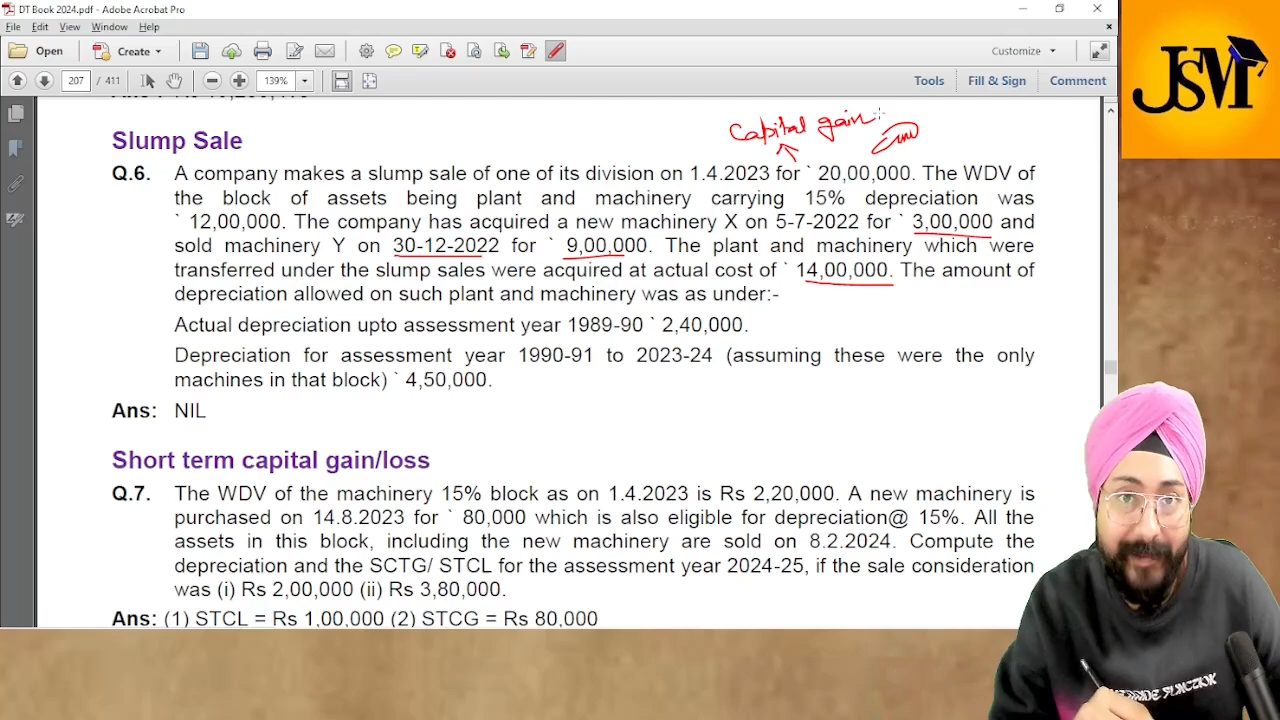 DT Book 2024.pdf - Adobe Acrobat Pro
File Edit View Window Help
Open Create Customize
207 / 411 139% Tools Fill & Sign Comment
JSM
Capital gain
Slump Sale
Q.6. A company makes a slump sale of one of its division on 1.4.2023 for ` 20,00,000. The WDV of
the block of assets being plant and machinery carrying 15% depreciation was
` 12,00,000. The company has acquired a new machinery X on 5-7-2022 for ` 3,00,000 and
sold machinery Y on 30-12-2022 for ` 9,00,000. The plant and machinery which were
transferred under the slump sales were acquired at actual cost of ` 14,00,000. The amount of
depreciation allowed on such plant and machinery was as under:-
Actual depreciation upto assessment year 1989-90 ` 2,40,000.
Depreciation for assessment year 1990-91 to 2023-24 (assuming these were the only
machines in that block) ` 4,50,000.
Ans: NIL
Short term capital gain/loss
Q.7. The WDV of the machinery 15% block as on 1.4.2023 is Rs 2,20,000. A new machinery is
purchased on 14.8.2023 for ` 80,000 which is also eligible for depreciation@ 15%. All the
assets in this block, including the new machinery are sold on 8.2.2024. Compute the
depreciation and the SCTG/ STCL for the assessment year 2024-25, if the sale consideration
was (i) Rs 2,00,000 (ii) Rs 3,80,000.
Ans: (1) STCL = Rs 1,00,000 (2) STCG = Rs 80,000